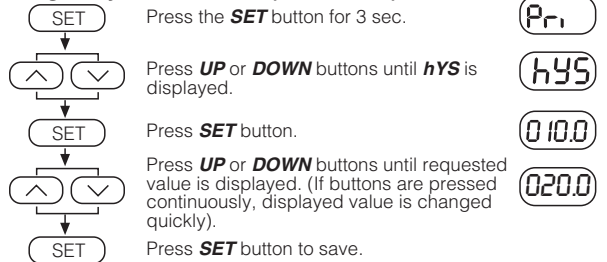 SET
Press the SET button for 3 sec.
Pri
Press UP or DOWN buttons until hYS is
displayed.
hYS
SET
Press SET button.
010.0
Press UP or DOWN buttons until requested
value is displayed. (If buttons are pressed
continuously, displayed value is changed
quickly).
020.0
SET
Press SET button to save.